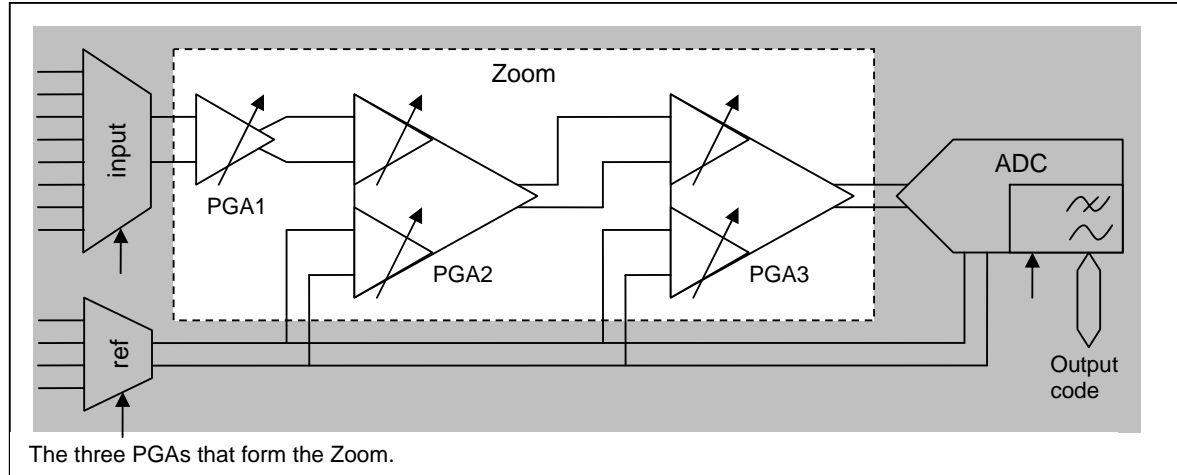 Zoom
input
PGA1
PGA2
PGA3
ADC
ref
Output
code
The three PGAs that form the Zoom.